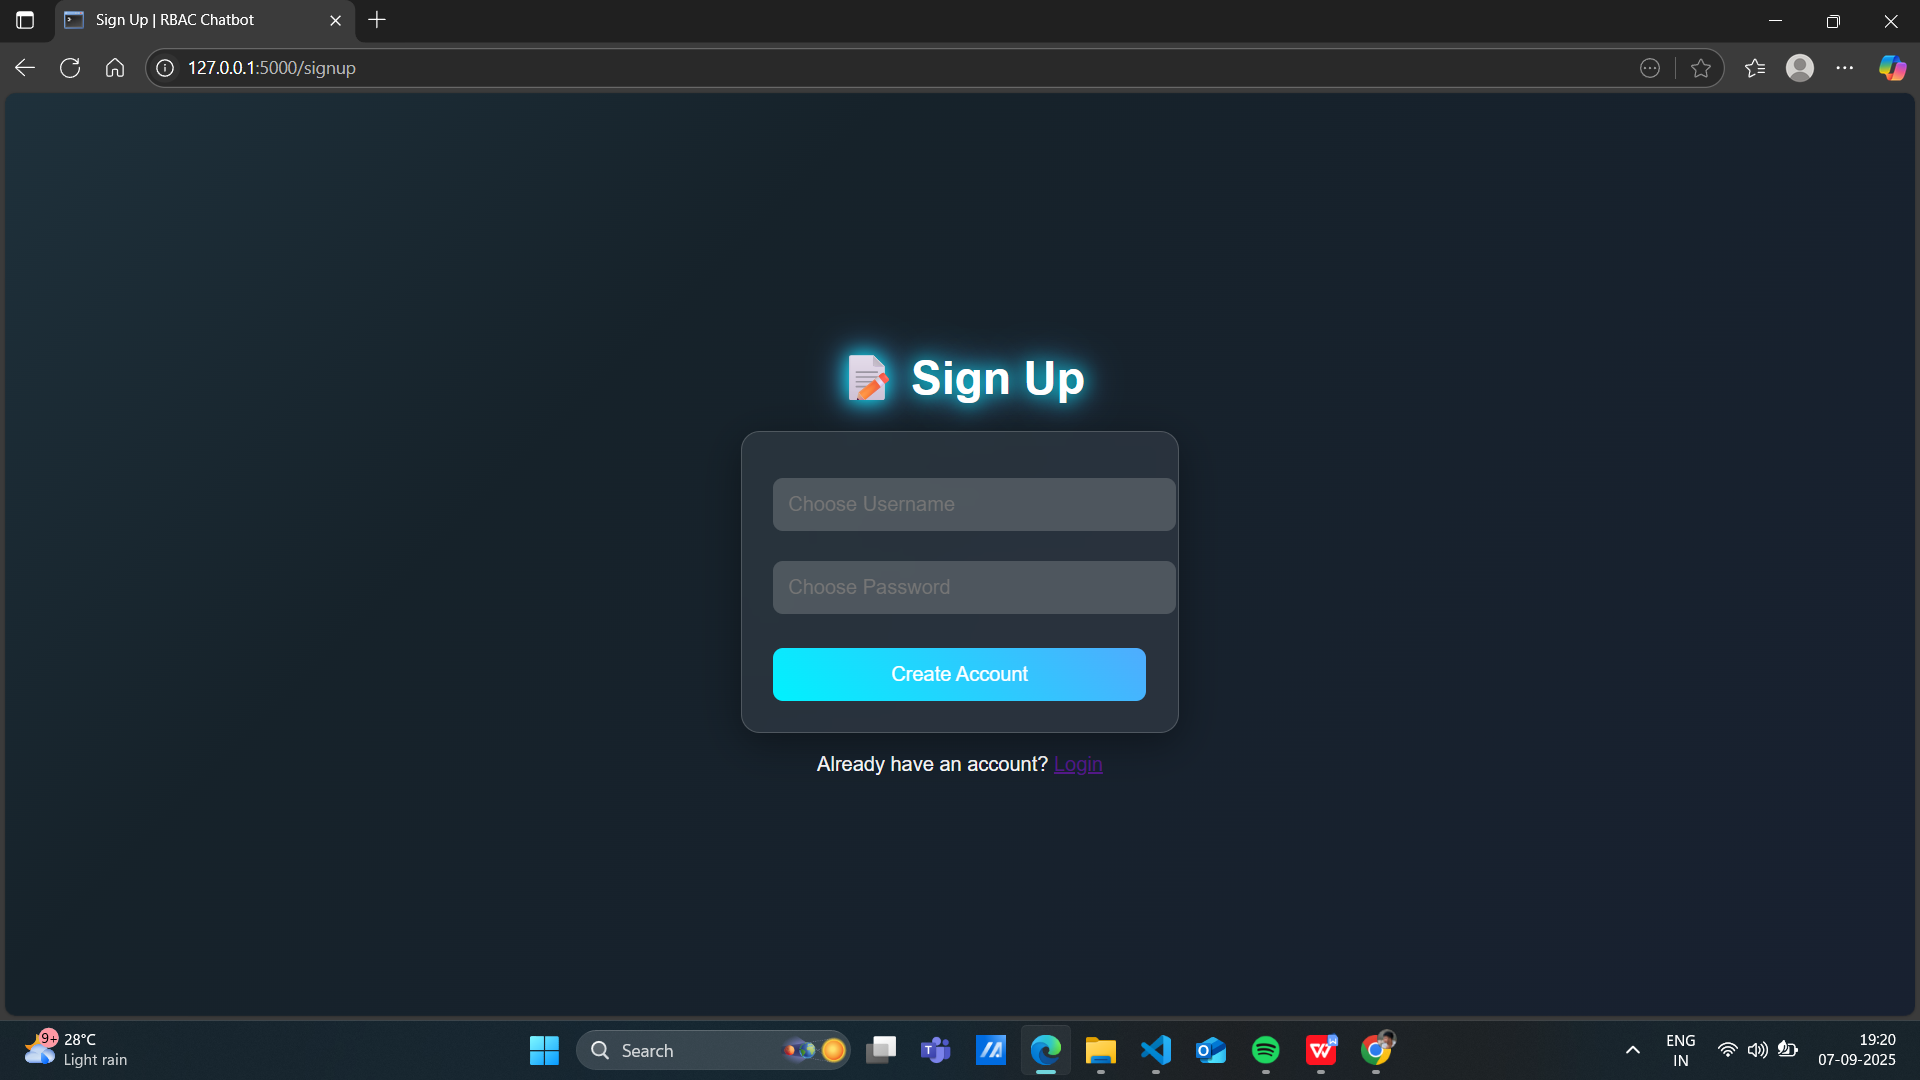 Sign Up | RBAC Chatbot
127.0.0.1:5000/signup
Sign Up
Choose Username
Choose Password
Create Account
Already have an account? Login
9+
28°C
Light rain
Search
ENG
IN
19:20
07-09-2025